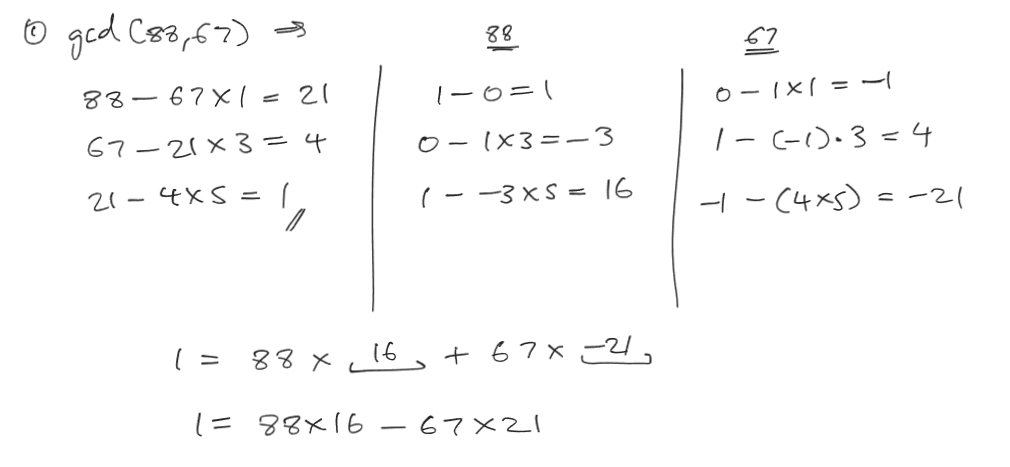 ① gcd (88,67) ⇒ 88 67
88 − 67×1 = 21 1−0=1 0−1×1 = −1
67 − 21×3 = 4 0−1×3=−3 1−(−1)·3 = 4
21 − 4×5 = 1 1−−3×5 = 16 −1−(4×5) = −21
1 = 88 × 16 + 67 × −21
1 = 88×16 − 67×21